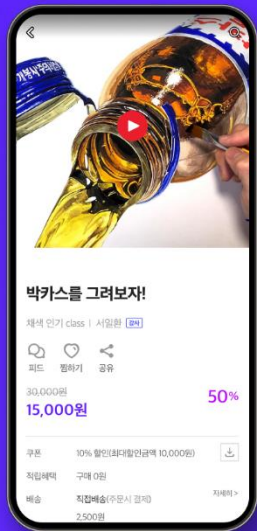 박카스를 그려보자!
채색 인기 class | 서일환 강사
피드 찜하기 공유
30,000원
50%
15,000원
쿠폰 10% 할인(최대할인금액 10,000원)
적립혜택 구매 0원
배송 직접배송(주문시 결제) 자세히 >
2,500원